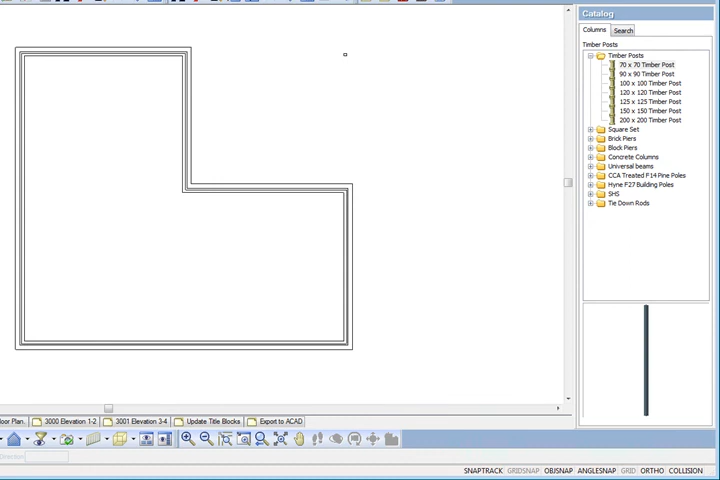 Catalog
Columns Search
Timber Posts
Timber Posts
70 x 70 Timber Post
90 x 90 Timber Post
100 x 100 Timber Post
120 x 120 Timber Post
125 x 125 Timber Post
150 x 150 Timber Post
200 x 200 Timber Post
Square Set
Brick Piers
Block Piers
Concrete Columns
Universal beams
CCA Treated F14 Pine Poles
Hyne F27 Building Poles
SHS
Tie Down Rods
loor Plan. 3000 Elevation 1-2 3001 Elevation 3-4 Update Title Blocks Export to ACAD
Direction
SNAPTRACK GRIDSNAP OBJSNAP ANGLESNAP GRID ORTHO COLLISION